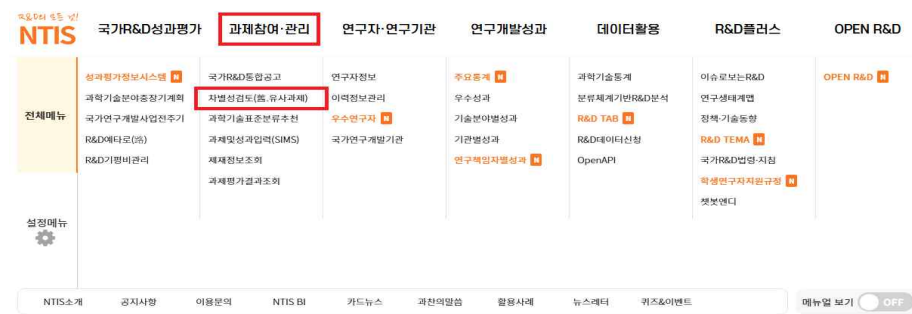 R&D의 모든 것!
NTIS
국가R&D성과평가
과제참여·관리
연구자·연구기관
연구개발성과
데이터활용
R&D플러스
OPEN R&D
전체메뉴
성과평가정보시스템 N
과학기술분야중장기계획
국가연구개발사업전주기
R&D예타로(路)
R&D기평비관리
국가R&D통합공고
차별성검토(舊.유사과제)
과학기술표준분류추천
과제및성과입력(SIMS)
제재정보조회
과제평가결과조회
연구자정보
이력정보관리
우수연구자 N
국가연구개발기관
주요통계 N
우수성과
기술분야별성과
기관별성과
연구책임자별성과 N
과학기술통계
분류체계기반R&D분석
R&D TAB N
R&D데이터신청
OpenAPI
이슈로보는R&D
연구생태계맵
정책·기술동향
R&D TEMA N
국가R&D법령·지침
학생연구자지원규정 N
챗봇엔디
OPEN R&D N
설정메뉴
NTIS소개
공지사항
이용문의
NTIS BI
카드뉴스
과찬의말씀
활용사례
뉴스레터
퀴즈&이벤트
메뉴얼 보기 OFF